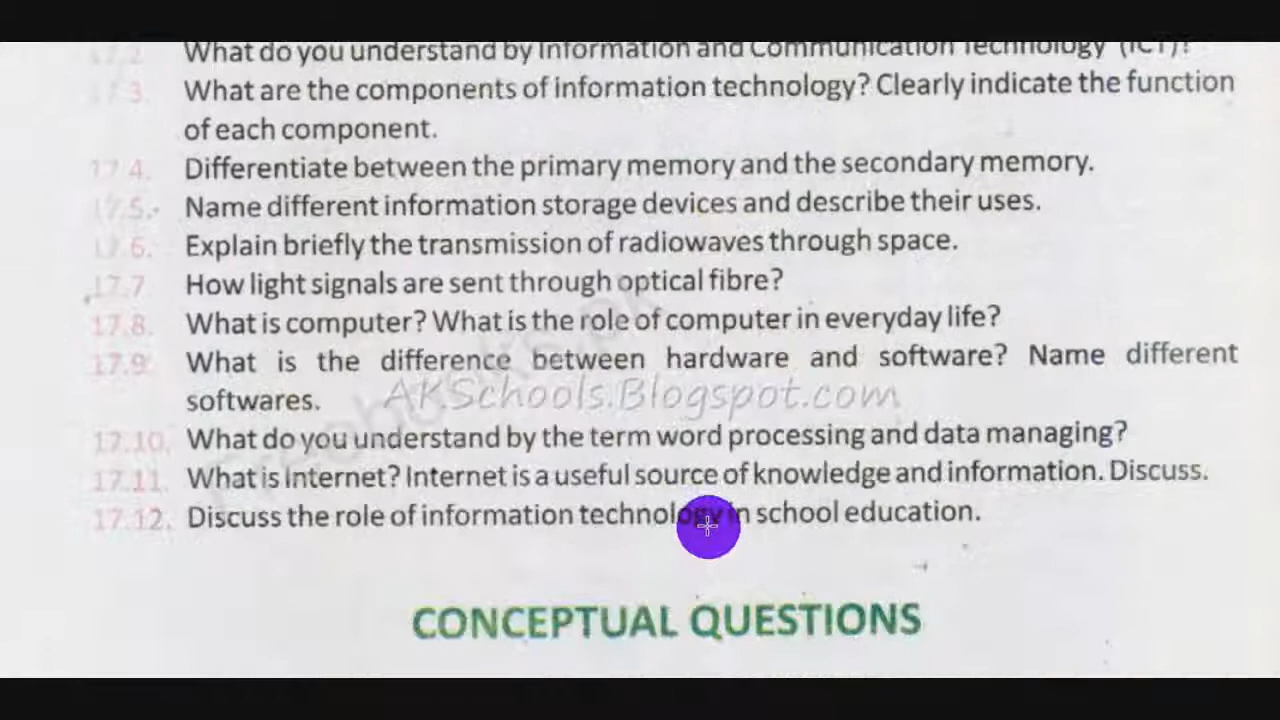 17.2 What do you understand by Information and Communication Technology (ICT)?
17.3. What are the components of information technology? Clearly indicate the function
of each component.
17.4. Differentiate between the primary memory and the secondary memory.
17.5. Name different information storage devices and describe their uses.
17.6. Explain briefly the transmission of radiowaves through space.
17.7 How light signals are sent through optical fibre?
17.8. What is computer? What is the role of computer in everyday life?
17.9. What is the difference between hardware and software? Name different
softwares.
AKSchools.Blogspot.com
17.10. What do you understand by the term word processing and data managing?
17.11. What is Internet? Internet is a useful source of knowledge and information. Discuss.
17.12. Discuss the role of information technology in school education.
CONCEPTUAL QUESTIONS